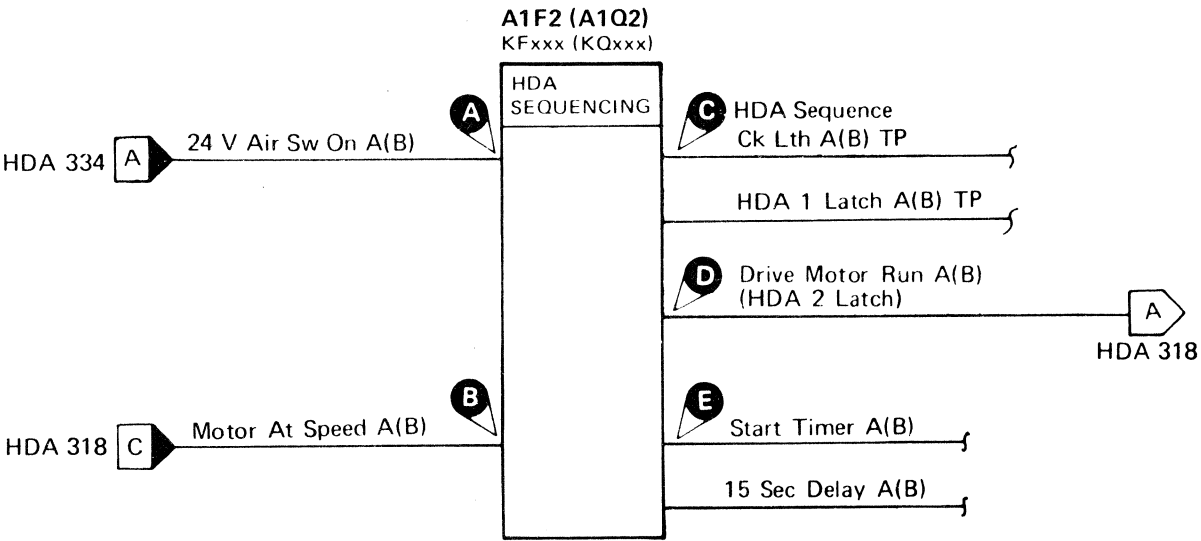 A1F2 (A1Q2)
KFxxx (KQxxx)
HDA
SEQUENCING
A
24 V Air Sw On A(B)
HDA 334
A
C
HDA Sequence
Ck Lth A(B) TP
HDA 1 Latch A(B) TP
D
Drive Motor Run A(B)
(HDA 2 Latch)
A
HDA 318
B
Motor At Speed A(B)
HDA 318
C
E
Start Timer A(B)
15 Sec Delay A(B)